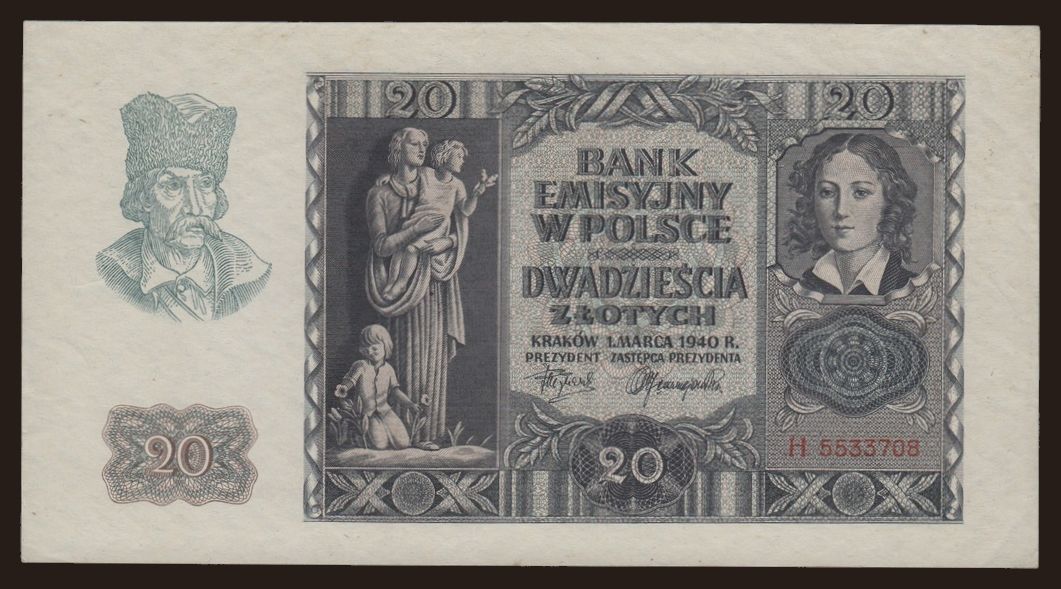 20
20
BANK
EMISYJNY
W POLSCE
DWADZIEŚCIA
ZŁOTYCH
KRAKÓW 1. MARCA 1940 R.
PREZYDENT ZASTĘPCA PREZYDENTA
20
20
H 5533708